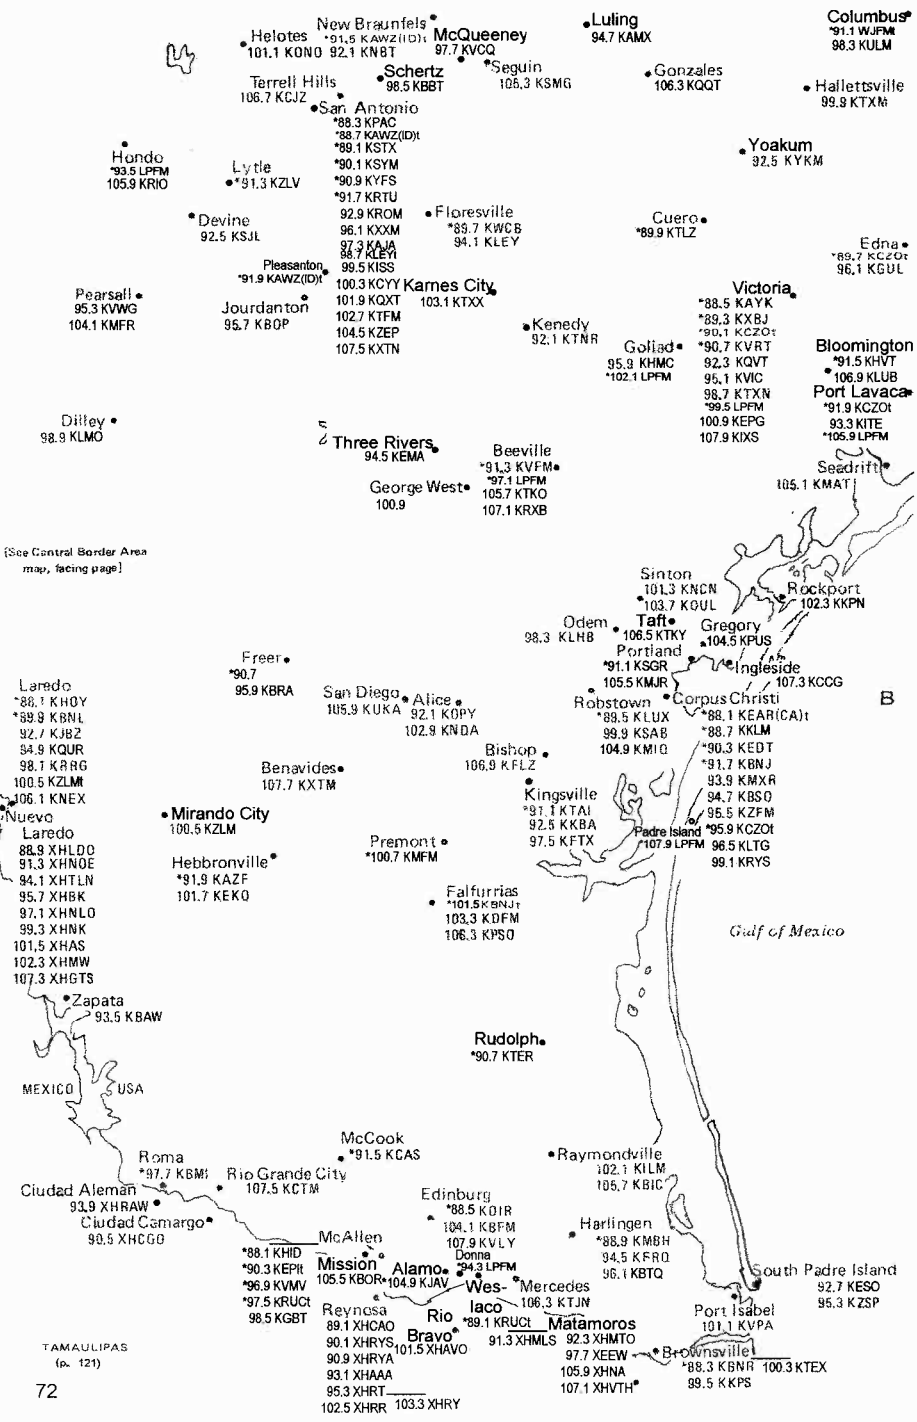 New Braunfels
*91.5 KAWZ(ID)t
92.1 KNBT
Helotes
101.1 KONO
McQueeney
97.7 KVCQ
Luling
94.7 KAMX
Columbus
*91.1 WJFMt
98.3 KULM
Schertz
98.5 KBBT
Seguin
105.3 KSMG
Gonzales
106.3 KQQT
Hallettsville
99.9 KTXM
Terrell Hills
106.7 KCJZ
San Antonio
*88.3 KPAC
*88.7 KAWZ(ID)t
*89.1 KSTX
*90.1 KSYM
*90.9 KYFS
*91.7 KRTU
92.9 KROM
96.1 KXXM
97.3 KAJA
98.7 KLEYt
99.5 KISS
100.3 KCYY
101.9 KQXT
102.7 KTFM
104.5 KZEP
107.5 KXTN
Hondo
*93.5 LPFM
105.9 KRIO
Lytle
*91.3 KZLV
Yoakum
92.5 KYKM
Devine
92.5 KSJL
Floresville
*89.7 KWCB
94.1 KLEY
Cuero
*89.9 KTLZ
Edna
*89.7 KCZOt
96.1 KGUL
Pleasanton
*91.9 KAWZ(ID)t
Karnes City
103.1 KTXX
Pearsall
95.3 KVWG
104.1 KMFR
Jourdanton
95.7 KBOP
Kenedy
92.1 KTNR
Victoria
*88.5 KAYK
*89.3 KXBJ
*90.1 KCZOt
*90.7 KVRT
92.3 KQVT
95.1 KVIC
98.7 KTXN
*99.5 LPFM
100.9 KEPG
107.9 KIXS
Goliad
95.9 KHMC
*102.1 LPFM
Bloomington
*91.5 KHVT
106.9 KLUB
Port Lavaca
*91.9 KCZOt
93.3 KITE
*105.9 LPFM
Dilley
98.9 KLMO
Three Rivers
94.5 KEMA
Beeville
*91.3 KVFM
*97.1 LPFM
105.7 KTKO
107.1 KRXB
George West
100.9
Seadrift
105.1 KMAT
[See Central Border Area
map, facing page]
Sinton
101.3 KNCN
103.7 KOUL
Rockport
102.3 KKPN
Odem
98.3 KLHB
Taft
106.5 KTKY
Gregory
104.5 KPUS
Portland
*91.1 KSGR
105.5 KMJR
Ingleside
107.3 KCCG
Freer
*90.7
95.9 KBRA
San Diego
105.9 KUKA
Alice
92.1 KOPY
102.9 KNDA
Robstown
*89.5 KLUX
99.9 KSAB
104.9 KMIQ
Corpus Christi
*88.1 KEAR(CA)t
*88.7 KKLM
*90.3 KEDT
*91.7 KBNJ
93.9 KMXR
94.7 KBSO
95.5 KZFM
*95.9 KCZOt
96.5 KLTG
99.1 KRYS
B
Laredo
*88.1 KHOY
*89.9 KBNL
92.7 KJBZ
94.9 KQUR
98.1 KRRG
100.5 KZLMt
106.1 KNEX
Bishop
106.9 KFLZ
Benavides
107.7 KXTM
Kingsville
*91.1 KTAI
92.5 KKBA
97.5 KFTX
Padre Island
*107.9 LPFM
Nuevo
Laredo
88.9 XHLDO
91.3 XHNOE
94.1 XHTLN
95.7 XHBK
97.1 XHNLO
99.3 XHNK
101.5 XHAS
102.3 XHMW
107.3 XHGTS
Mirando City
100.5 KZLM
Premont
*100.7 KMFM
Hebbronville
*91.9 KAZF
101.7 KEKO
Falfurrias
*101.5 KBNJt
103.3 KDFM
106.3 KPSO
Gulf of Mexico
Zapata
93.5 KBAW
Rudolph
*90.7 KTER
MEXICO
USA
McCook
*91.5 KCAS
Raymondville
102.1 KILM
105.7 KBIC
Roma
*97.7 KBMI
Rio Grande City
107.5 KCTM
Ciudad Aleman
93.9 XHRAW
Ciudad Camargo
90.5 XHCGO
Edinburg
*88.5 KOIR
104.1 KBFM
107.9 KVLY
Harlingen
*88.9 KMBH
94.5 KFRQ
96.1 KBTQ
McAllen
*88.1 KHID
*90.3 KEPIt
*96.9 KVMV
*97.5 KRUCt
98.5 KGBT
Mission
105.5 KBOR
Alamo
*104.9 KJAV
Donna
*94.3 LPFM
Wes-
laco
*89.1 KRUCt
Mercedes
106.3 KTJN
South Padre Island
92.7 KESO
95.3 KZSP
Port Isabel
101.1 KVPA
Reynosa
89.1 XHCAO
90.1 XHRYS
90.9 XHRYA
93.1 XHAAA
95.3 XHRT
102.5 XHRR
103.3 XHRY
Rio
Bravo
101.5 XHAVO
Matamoros
91.3 XHMLS
92.3 XHMTO
97.7 XEEW
105.9 XHNA
107.1 XHVTH
Brownsville
*88.3 KBNR
100.3 KTEX
99.5 KKPS
TAMAULIPAS
(p. 121)
72